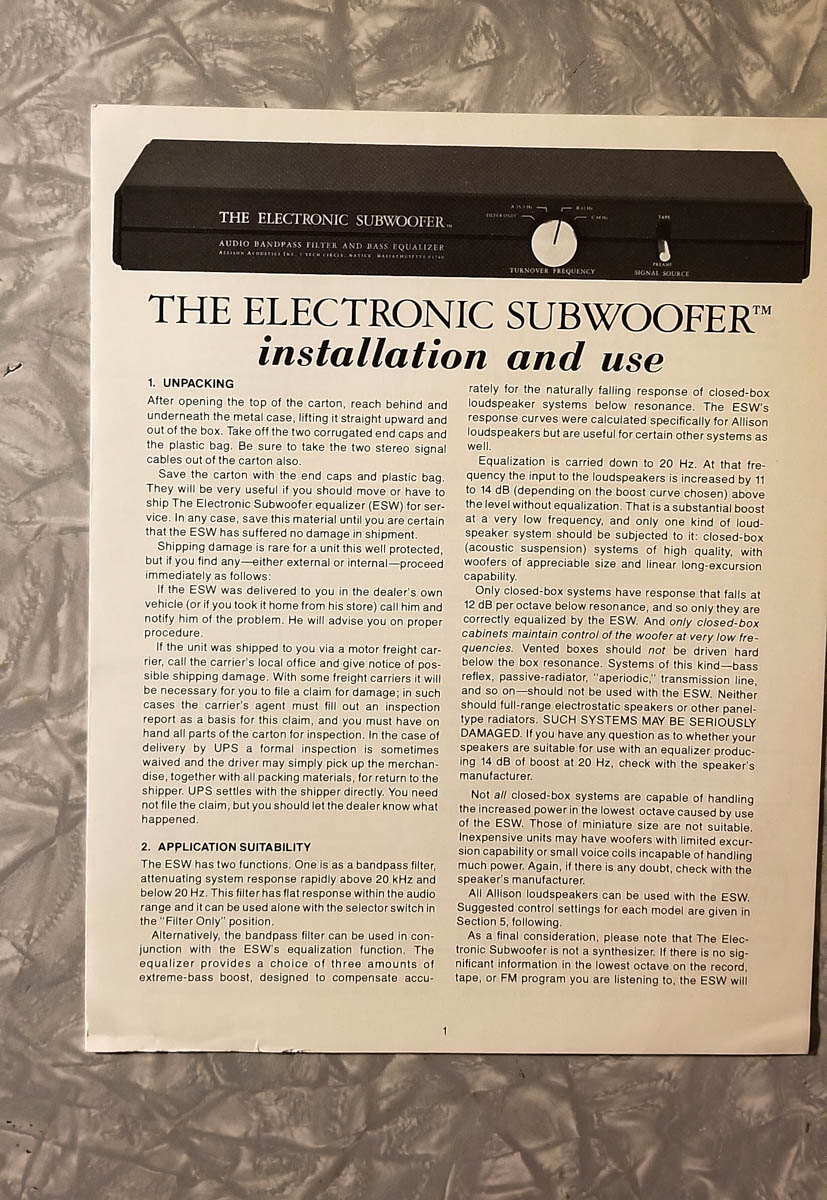 THE ELECTRONIC SUBWOOFER™
AUDIO BANDPASS FILTER AND BASS EQUALIZER
ALLISON ACOUSTICS INC. 7 TECH CIRCLE, NATICK, MASSACHUSETTS
FILTER ONLY
TURNOVER FREQUENCY
TAPE
PREAMP
SIGNAL SOURCE
THE ELECTRONIC SUBWOOFER™
installation and use
1. UNPACKING
After opening the top of the carton, reach behind and
underneath the metal case, lifting it straight upward and
out of the box. Take off the two corrugated end caps and
the plastic bag. Be sure to take the two stereo signal
cables out of the carton also.
Save the carton with the end caps and plastic bag.
They will be very useful if you should move or have to
ship The Electronic Subwoofer equalizer (ESW) for ser-
vice. In any case, save this material until you are certain
that the ESW has suffered no damage in shipment.
Shipping damage is rare for a unit this well protected,
but if you find any—either external or internal—proceed
immediately as follows:
If the ESW was delivered to you in the dealer's own
vehicle (or if you took it home from his store) call him and
notify him of the problem. He will advise you on proper
procedure.
If the unit was shipped to you via a motor freight car-
rier, call the carrier's local office and give notice of pos-
sible shipping damage. With some freight carriers it will
be necessary for you to file a claim for damage; in such
cases the carrier's agent must fill out an inspection
report as a basis for this claim, and you must have on
hand all parts of the carton for inspection. In the case of
delivery by UPS a formal inspection is sometimes
waived and the driver may simply pick up the merchan-
dise, together with all packing materials, for return to the
shipper. UPS settles with the shipper directly. You need
not file the claim, but you should let the dealer know what
happened.
2. APPLICATION SUITABILITY
The ESW has two functions. One is as a bandpass filter,
attenuating system response rapidly above 20 kHz and
below 20 Hz. This filter has flat response within the audio
range and it can be used alone with the selector switch in
the "Filter Only" position.
Alternatively, the bandpass filter can be used in con-
junction with the ESW's equalization function. The
equalizer provides a choice of three amounts of
extreme-bass boost, designed to compensate accu-
rately for the naturally falling response of closed-box
loudspeaker systems below resonance. The ESW's
response curves were calculated specifically for Allison
loudspeakers but are useful for certain other systems as
well.
Equalization is carried down to 20 Hz. At that fre-
quency the input to the loudspeakers is increased by 11
to 14 dB (depending on the boost curve chosen) above
the level without equalization. That is a substantial boost
at a very low frequency, and only one kind of loud-
speaker system should be subjected to it: closed-box
(acoustic suspension) systems of high quality, with
woofers of appreciable size and linear long-excursion
capability.
Only closed-box systems have response that falls at
12 dB per octave below resonance, and so only they are
correctly equalized by the ESW. And only closed-box
cabinets maintain control of the woofer at very low fre-
quencies. Vented boxes should not be driven hard
below the box resonance. Systems of this kind—bass
reflex, passive-radiator, "aperiodic," transmission line,
and so on—should not be used with the ESW. Neither
should full-range electrostatic speakers or other panel-
type radiators. SUCH SYSTEMS MAY BE SERIOUSLY
DAMAGED. If you have any question as to whether your
speakers are suitable for use with an equalizer produc-
ing 14 dB of boost at 20 Hz, check with the speaker's
manufacturer.
Not all closed-box systems are capable of handling
the increased power in the lowest octave caused by use
of the ESW. Those of miniature size are not suitable.
Inexpensive units may have woofers with limited excur-
sion capability or small voice coils incapable of handling
much power. Again, if there is any doubt, check with the
speaker's manufacturer.
All Allison loudspeakers can be used with the ESW.
Suggested control settings for each model are given in
Section 5, following.
As a final consideration, please note that The Elec-
tronic Subwoofer is not a synthesizer. If there is no sig-
nificant information in the lowest octave on the record,
tape, or FM program you are listening to, the ESW will
1